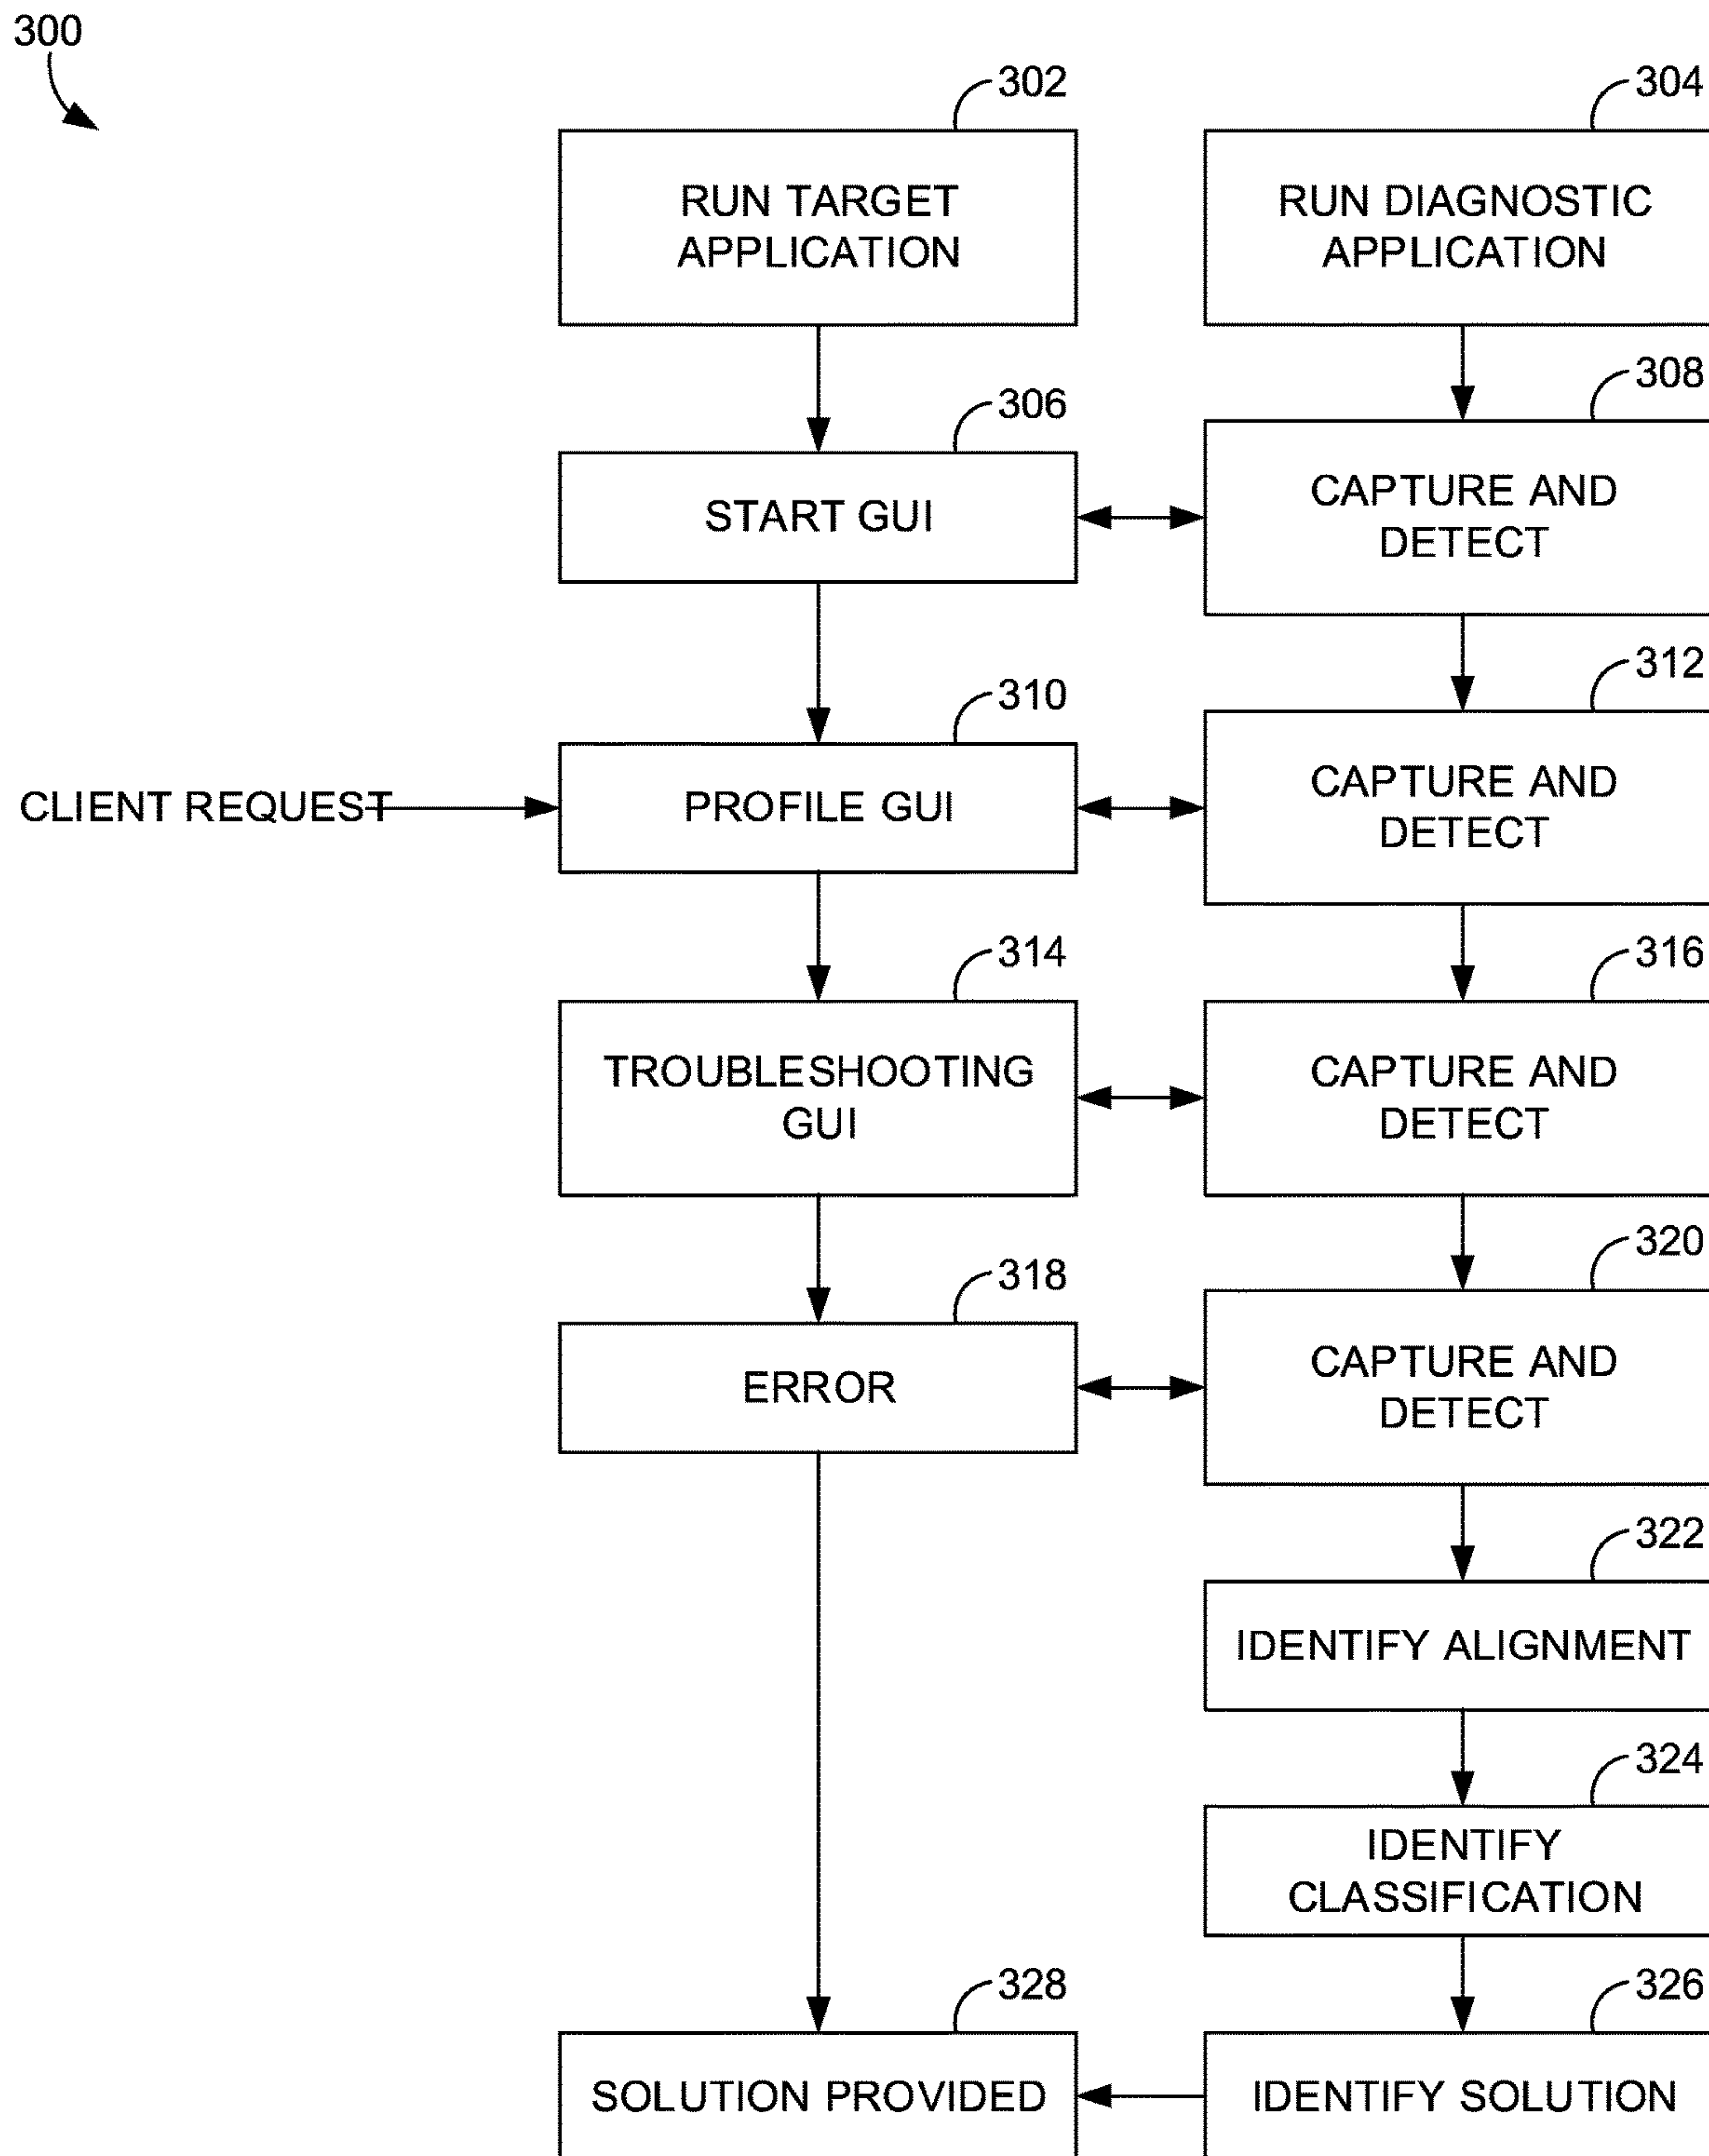 300
302
304
RUN TARGET
APPLICATION
RUN DIAGNOSTIC
APPLICATION
306
308
START GUI
CAPTURE AND
DETECT
310
312
CLIENT REQUEST
PROFILE GUI
CAPTURE AND
DETECT
314
316
TROUBLESHOOTING
GUI
CAPTURE AND
DETECT
318
320
ERROR
CAPTURE AND
DETECT
322
IDENTIFY ALIGNMENT
324
IDENTIFY
CLASSIFICATION
328
326
SOLUTION PROVIDED
IDENTIFY SOLUTION